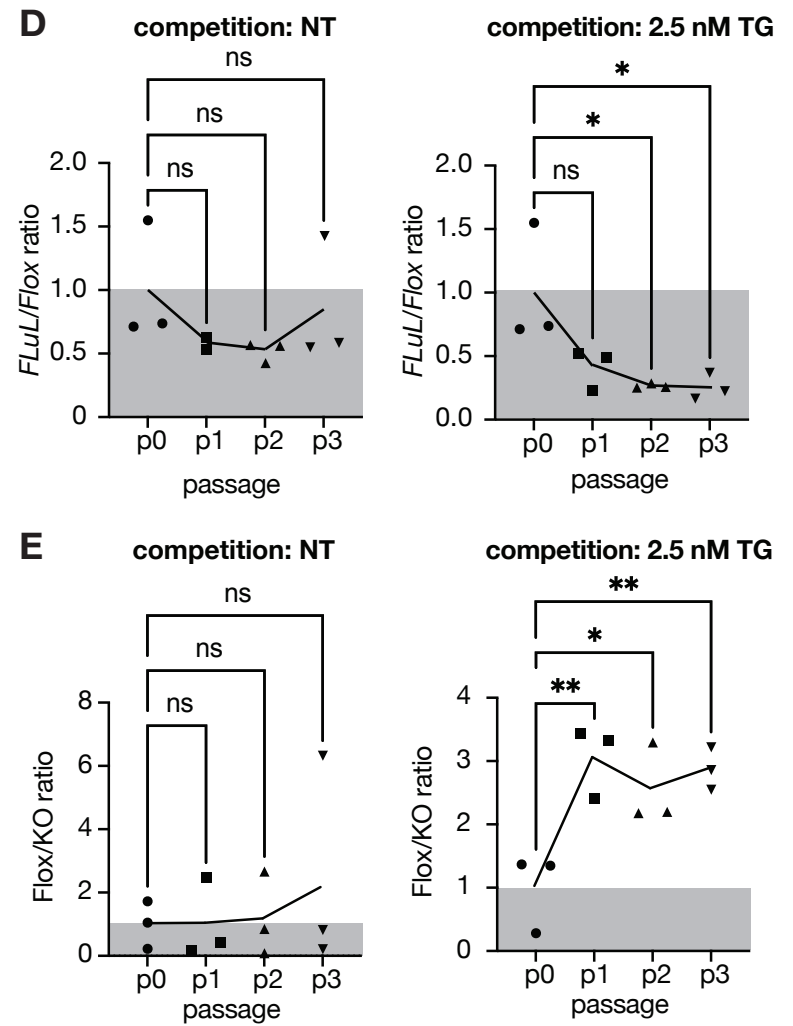 D
competition: NT
competition: 2.5 nM TG
ns
ns
ns
2.0
1.5
1.0
0.5
0
FLuL/Flox ratio
p0 p1 p2 p3
passage
*
*
ns
2.0
1.5
1.0
0.5
0.0
FLuL/Flox ratio
p0 p1 p2 p3
passage
E
competition: NT
competition: 2.5 nM TG
ns
ns
ns
8
6
4
2
0
Flox/KO ratio
p0 p1 p2 p3
passage
**
*
**
4
3
2
1
0
Flox/KO ratio
p0 p1 p2 p3
passage